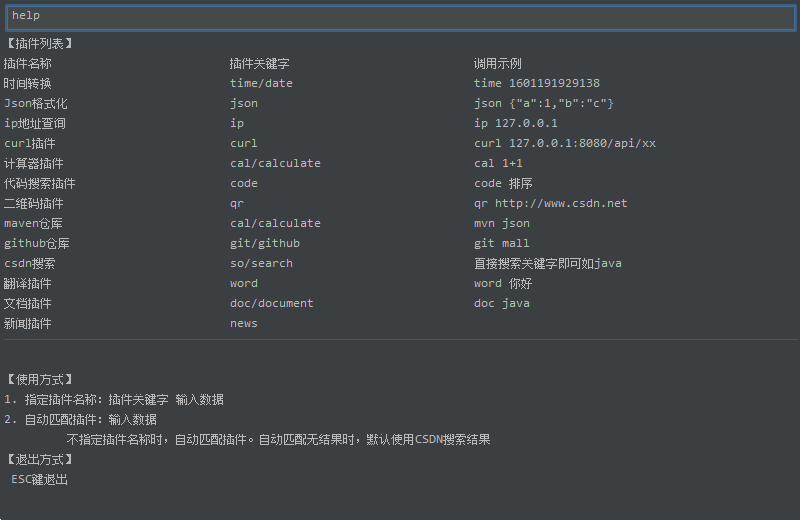 help
【插件列表】
插件名称 插件关键字 调用示例
时间转换 time/date time 1601191929138
Json格式化 json json {"a":1,"b":"c"}
ip地址查询 ip ip 127.0.0.1
curl插件 curl curl 127.0.0.1:8080/api/xx
计算器插件 cal/calculate cal 1+1
代码搜索插件 code code 排序
二维码插件 qr qr http://www.csdn.net
maven仓库 cal/calculate mvn json
github仓库 git/github git mall
csdn搜索 so/search 直接搜索关键字即可如java
翻译插件 word word 你好
文档插件 doc/document doc java
新闻插件 news
【使用方式】
1. 指定插件名称: 插件关键字 输入数据
2. 自动匹配插件: 输入数据
不指定插件名称时，自动匹配插件。自动匹配无结果时，默认使用CSDN搜索结果
【退出方式】
ESC键退出